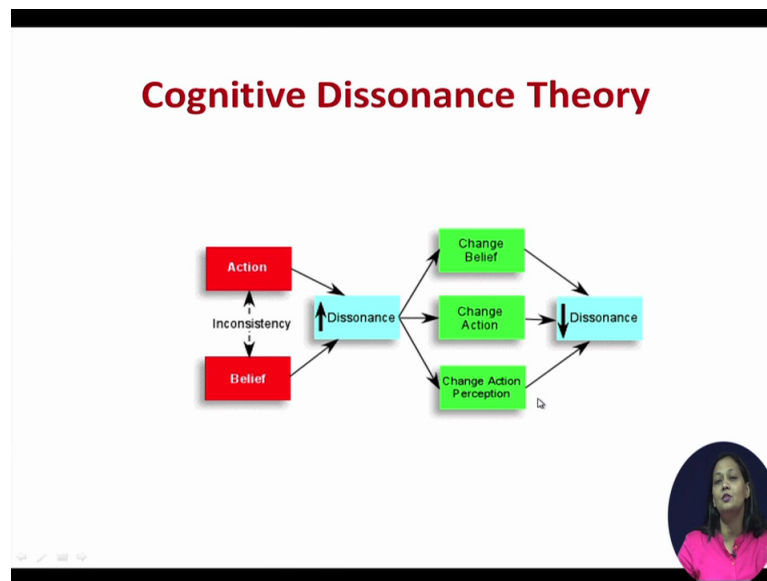 Cognitive Dissonance Theory
Action
Inconsistency
Belief
Dissonance
Change
Belief
Change
Action
Change Action
Perception
Dissonance